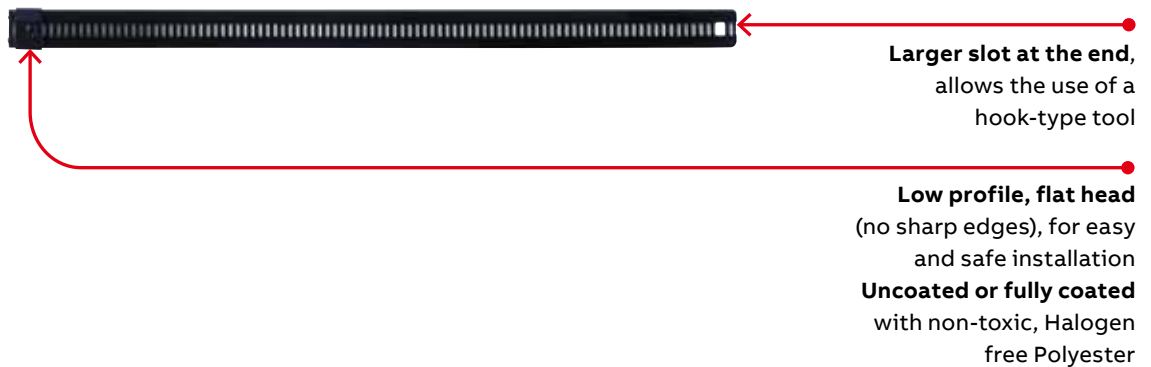 Larger slot at the end,
allows the use of a
hook-type tool
Low profile, flat head
(no sharp edges), for easy
and safe installation
Uncoated or fully coated
with non-toxic, Halogen
free Polyester